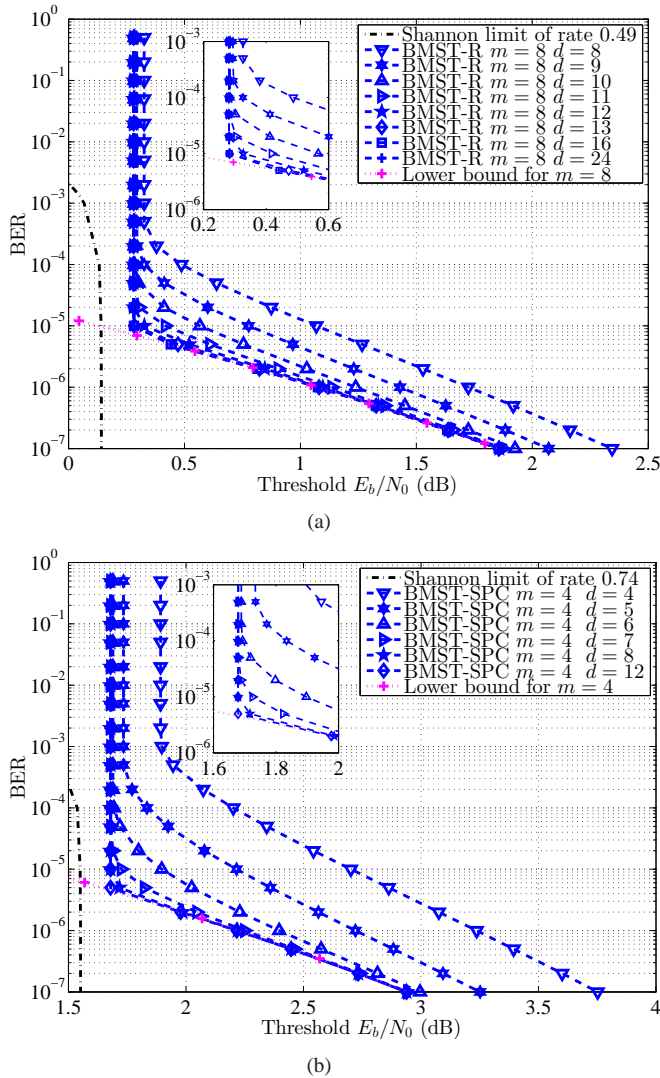 10^0
10^-1
10^-2
10^-3
10^-4
10^-5
10^-6
10^-7
BER
10^-3
10^-4
10^-5
10^-6
0.2 0.4 0.6
Shannon limit of rate 0.49
BMST-R m = 8 d = 8
BMST-R m = 8 d = 9
BMST-R m = 8 d = 10
BMST-R m = 8 d = 11
BMST-R m = 8 d = 12
BMST-R m = 8 d = 13
BMST-R m = 8 d = 16
BMST-R m = 8 d = 24
Lower bound for m = 8
0 0.5 1 1.5 2 2.5
Threshold E_b/N_0 (dB)
(a)
10^0
10^-1
10^-2
10^-3
10^-4
10^-5
10^-6
10^-7
BER
10^-3
10^-4
10^-5
10^-6
1.6 1.8 2
Shannon limit of rate 0.74
BMST-SPC m = 4 d = 4
BMST-SPC m = 4 d = 5
BMST-SPC m = 4 d = 6
BMST-SPC m = 4 d = 7
BMST-SPC m = 4 d = 8
BMST-SPC m = 4 d = 12
Lower bound for m = 4
1.5 2 2.5 3 3.5 4
Threshold E_b/N_0 (dB)
(b)